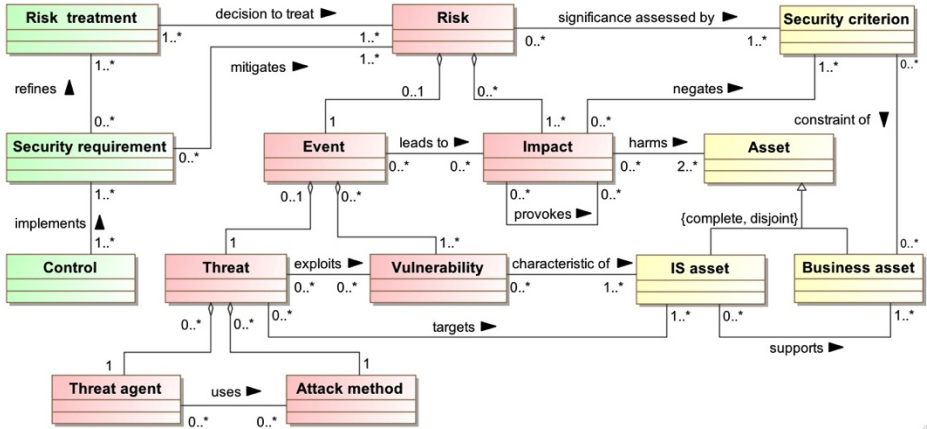 Risk treatment
decision to treat
Risk
significance assessed by
Security criterion
1..*
1..*
0..*
1..*
1..*
mitigates
1..*
1..*
0..*
refines
0..1
0..*
negates
constraint of
0..*
1
1..*
0..*
Security requirement
0..*
Event
leads to
Impact
harms
Asset
0..*
0..*
0..*
2..*
1..*
0..1
0..*
0..*
0..*
provokes
{complete, disjoint}
implements
1..*
1
1..*
0..*
Control
Threat
exploits
Vulnerability
characteristic of
IS asset
Business asset
0..*
0..*
0..*
1..*
0..*
0..*
0..*
targets
1..*
0..*
1..*
supports
1
1
Threat agent
uses
Attack method
0..*
0..*